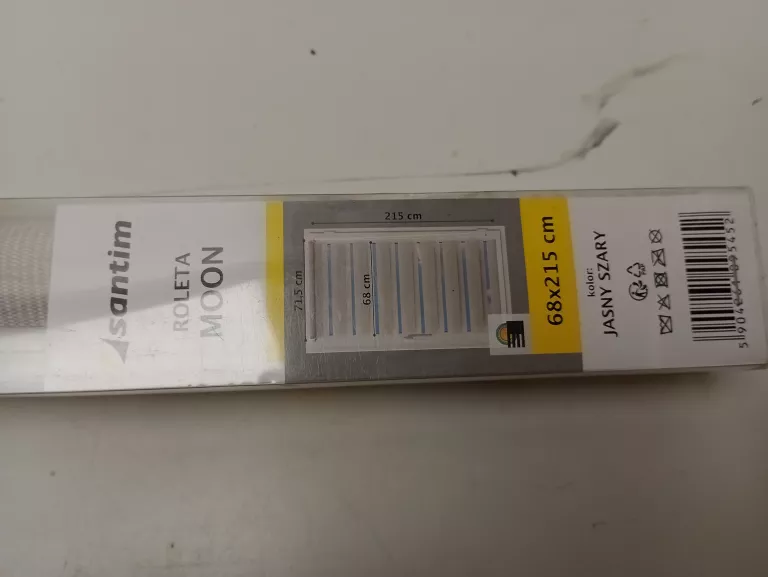 santim
ROLETA
MOON
215 cm
71,5 cm
68 cm
68x215 cm
kolor:
JASNY SZARY